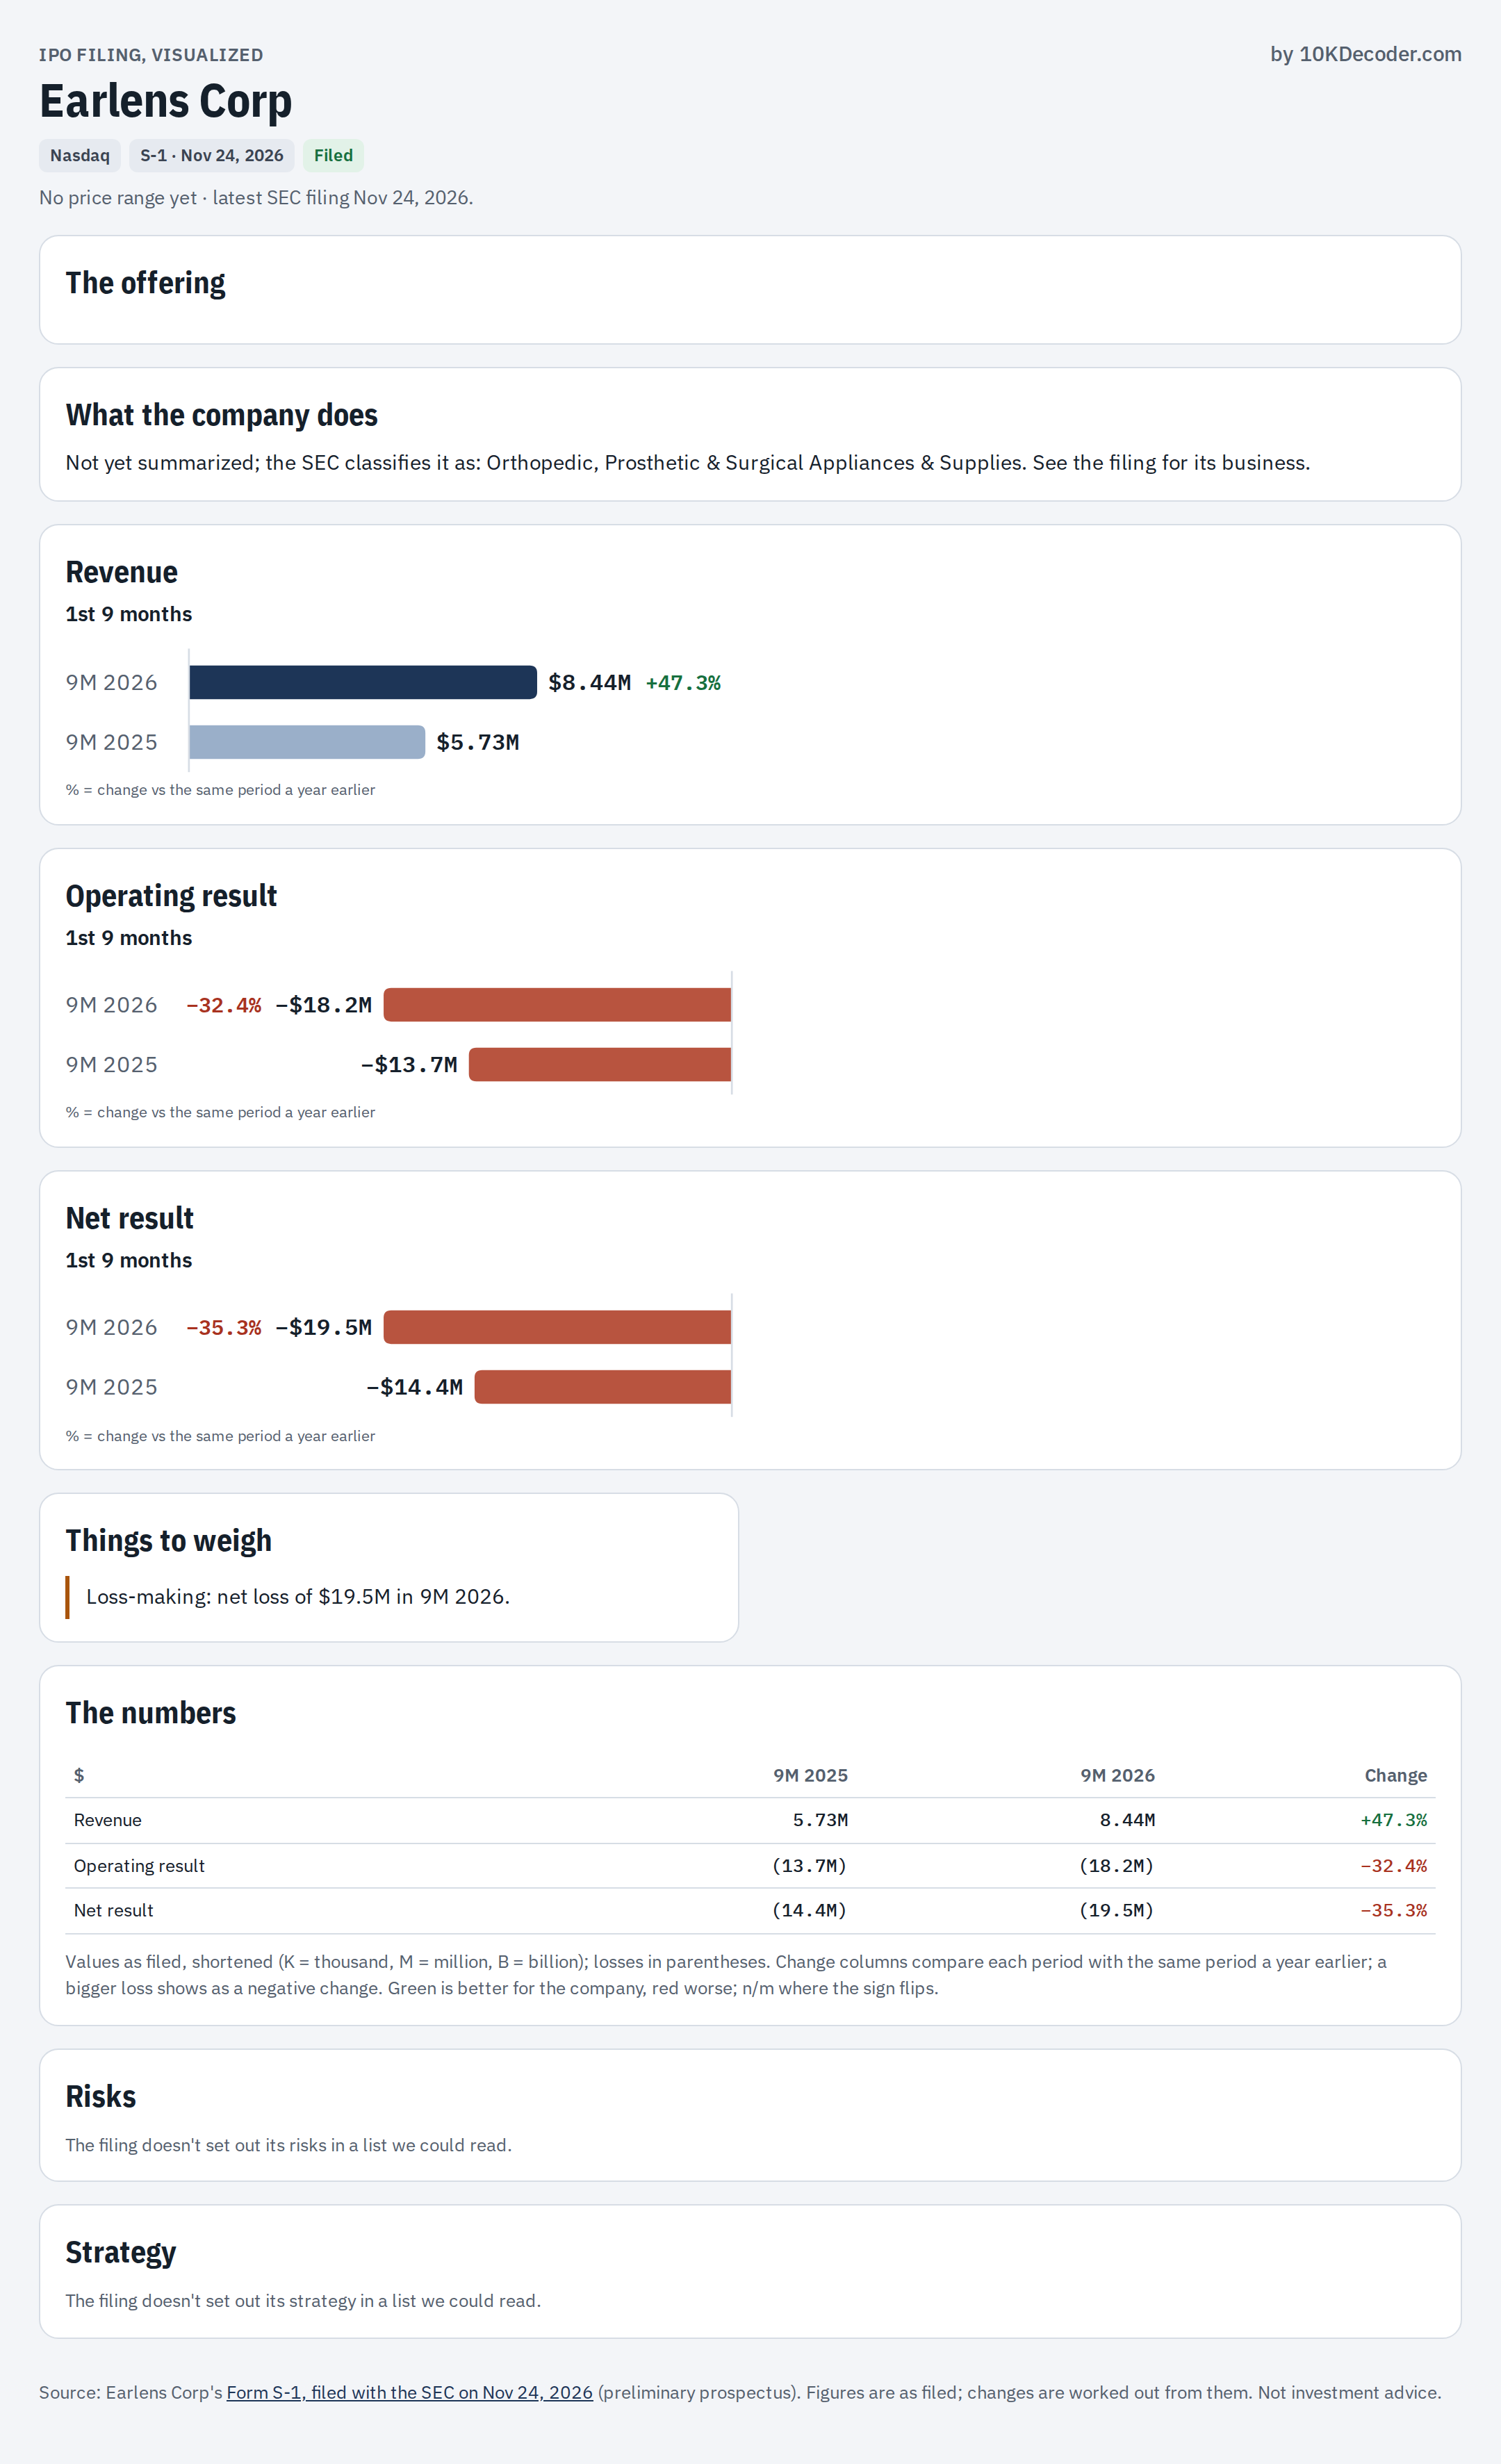 IPO FILING, VISUALIZED
by 10KDecoder.com
Earlens Corp
Nasdaq
S-1 · Nov 24, 2026
Filed
No price range yet · latest SEC filing Nov 24, 2026.
The offering
What the company does
Not yet summarized; the SEC classifies it as: Orthopedic, Prosthetic & Surgical Appliances & Supplies. See the filing for its business.
Revenue
1st 9 months
9M 2026 $8.44M +47.3%
9M 2025 $5.73M
% = change vs the same period a year earlier
Operating result
1st 9 months
9M 2026 −32.4% −$18.2M
9M 2025 −$13.7M
% = change vs the same period a year earlier
Net result
1st 9 months
9M 2026 −35.3% −$19.5M
9M 2025 −$14.4M
% = change vs the same period a year earlier
Things to weigh
Loss-making: net loss of $19.5M in 9M 2026.
The numbers
$ 9M 2025 9M 2026 Change
Revenue 5.73M 8.44M +47.3%
Operating result (13.7M) (18.2M) −32.4%
Net result (14.4M) (19.5M) −35.3%
Values as filed, shortened (K = thousand, M = million, B = billion); losses in parentheses. Change columns compare each period with the same period a year earlier; a
bigger loss shows as a negative change. Green is better for the company, red worse; n/m where the sign flips.
Risks
The filing doesn't set out its risks in a list we could read.
Strategy
The filing doesn't set out its strategy in a list we could read.
Source: Earlens Corp's Form S-1, filed with the SEC on Nov 24, 2026 (preliminary prospectus). Figures are as filed; changes are worked out from them. Not investment advice.